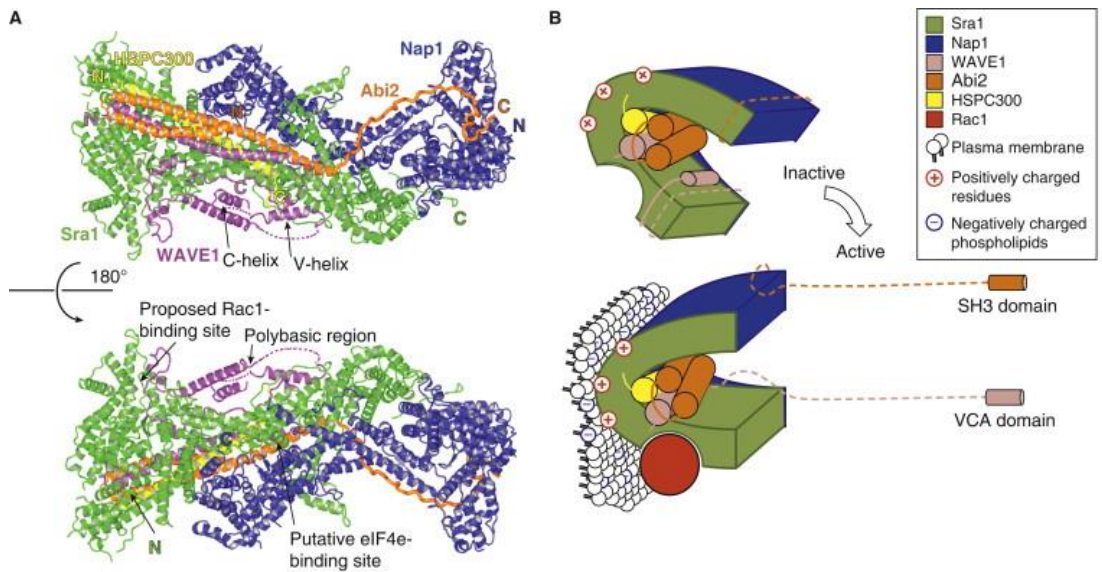 A
HSPC300
N
N
N
Nap1
Abi2
C
N
C
C
C
Sra1
WAVE1
C-helix
V-helix
180°
Proposed Rac1-
binding site
Polybasic region
N
Putative eIF4e-
binding site
B
Sra1
Nap1
WAVE1
Abi2
HSPC300
Rac1
Plasma membrane
Positively charged
residues
Negatively charged
phospholipids
Inactive
Active
SH3 domain
VCA domain